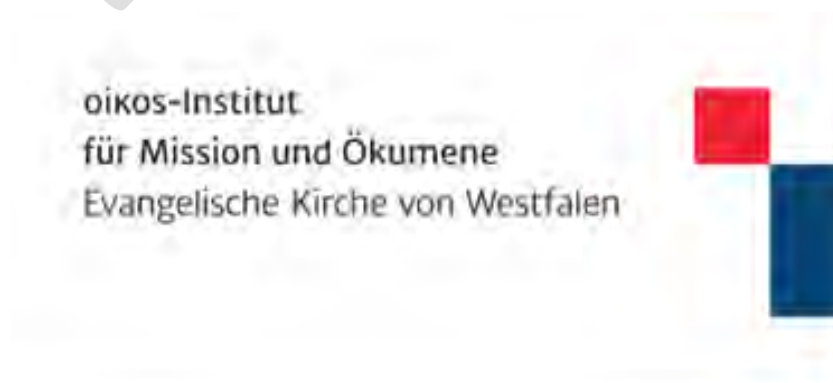 oikos-Institut
für Mission und Ökumene
Evangelische Kirche von Westfalen